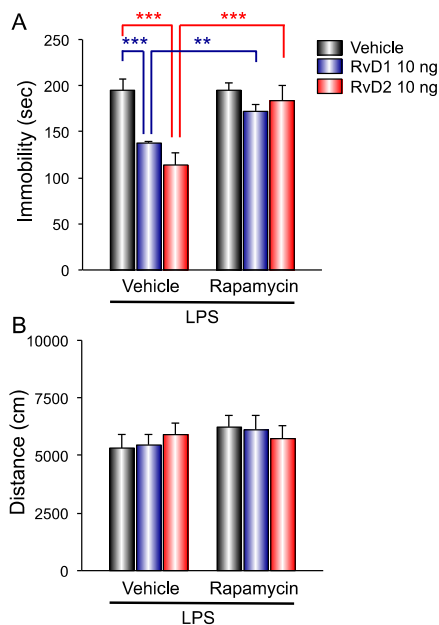 A
*** ***
*** **
Vehicle
RvD1 10 ng
RvD2 10 ng
Immobility (sec)
250
200
150
100
50
0
Vehicle Rapamycin
LPS
B
Distance (cm)
10000
7500
5000
2500
0
Vehicle Rapamycin
LPS